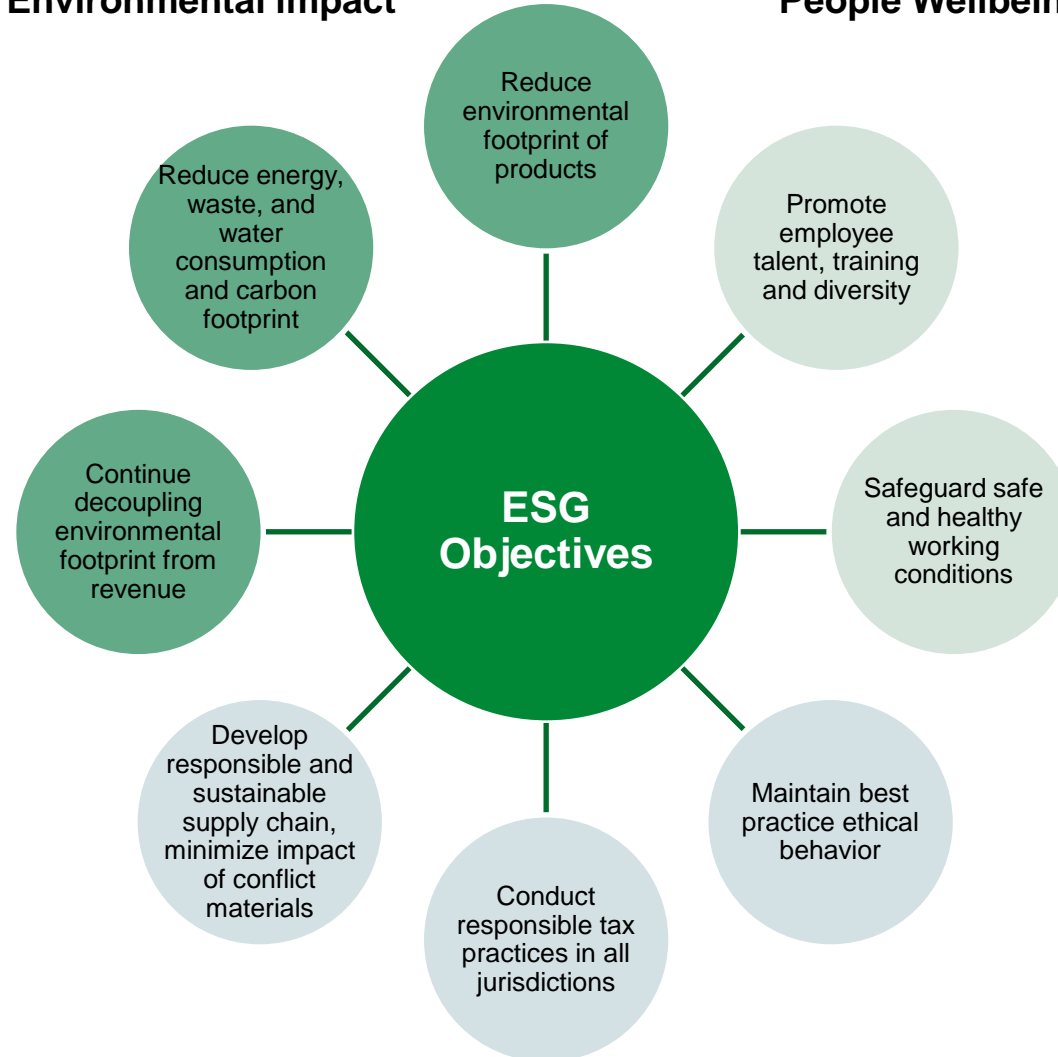 Environmental Impact
People Wellbein
Reduce
environmental
footprint of
products
Promote
employee
talent, training
and diversity
Safeguard safe
and healthy
working
conditions
Maintain best
practice ethical
behavior
Conduct
responsible tax
practices in all
jurisdictions
Develop
responsible and
sustainable
supply chain,
minimize impact
of conflict
materials
Continue
decoupling
environmental
footprint from
revenue
Reduce energy,
waste, and
water
consumption
and carbon
footprint
ESG
Objectives